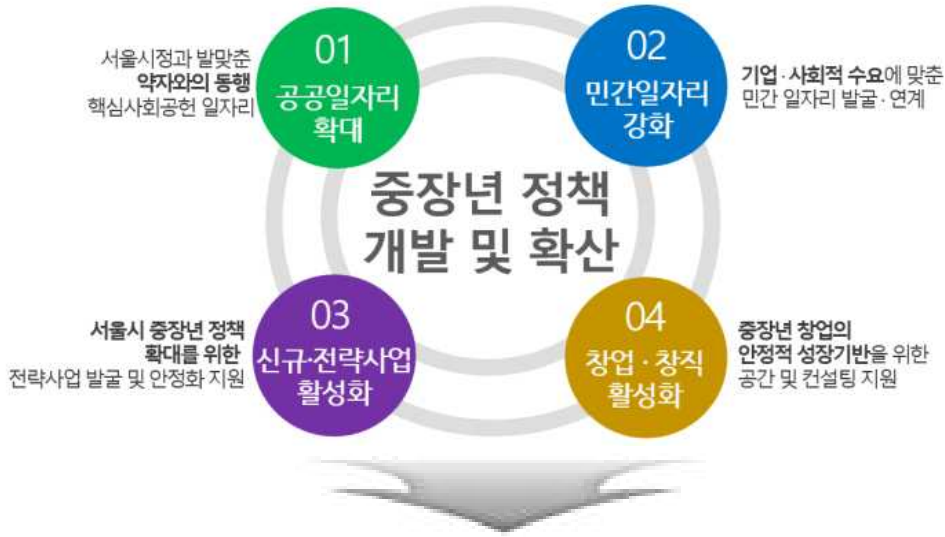 서울시정과 발맞춘
약자와의 동행
핵심사회공헌 일자리
01
공공일자리
확대
02
민간일자리
강화
기업·사회적 수요에 맞춘
민간 일자리 발굴·연계
중장년 정책
개발 및 확산
서울시 중장년 정책
확대를 위한
전략사업 발굴 및 안정화 지원
03
신규·전략사업
활성화
04
창업·창직
활성화
중장년 창업의
안정적 성장기반을 위한
공간 및 컨설팅 지원